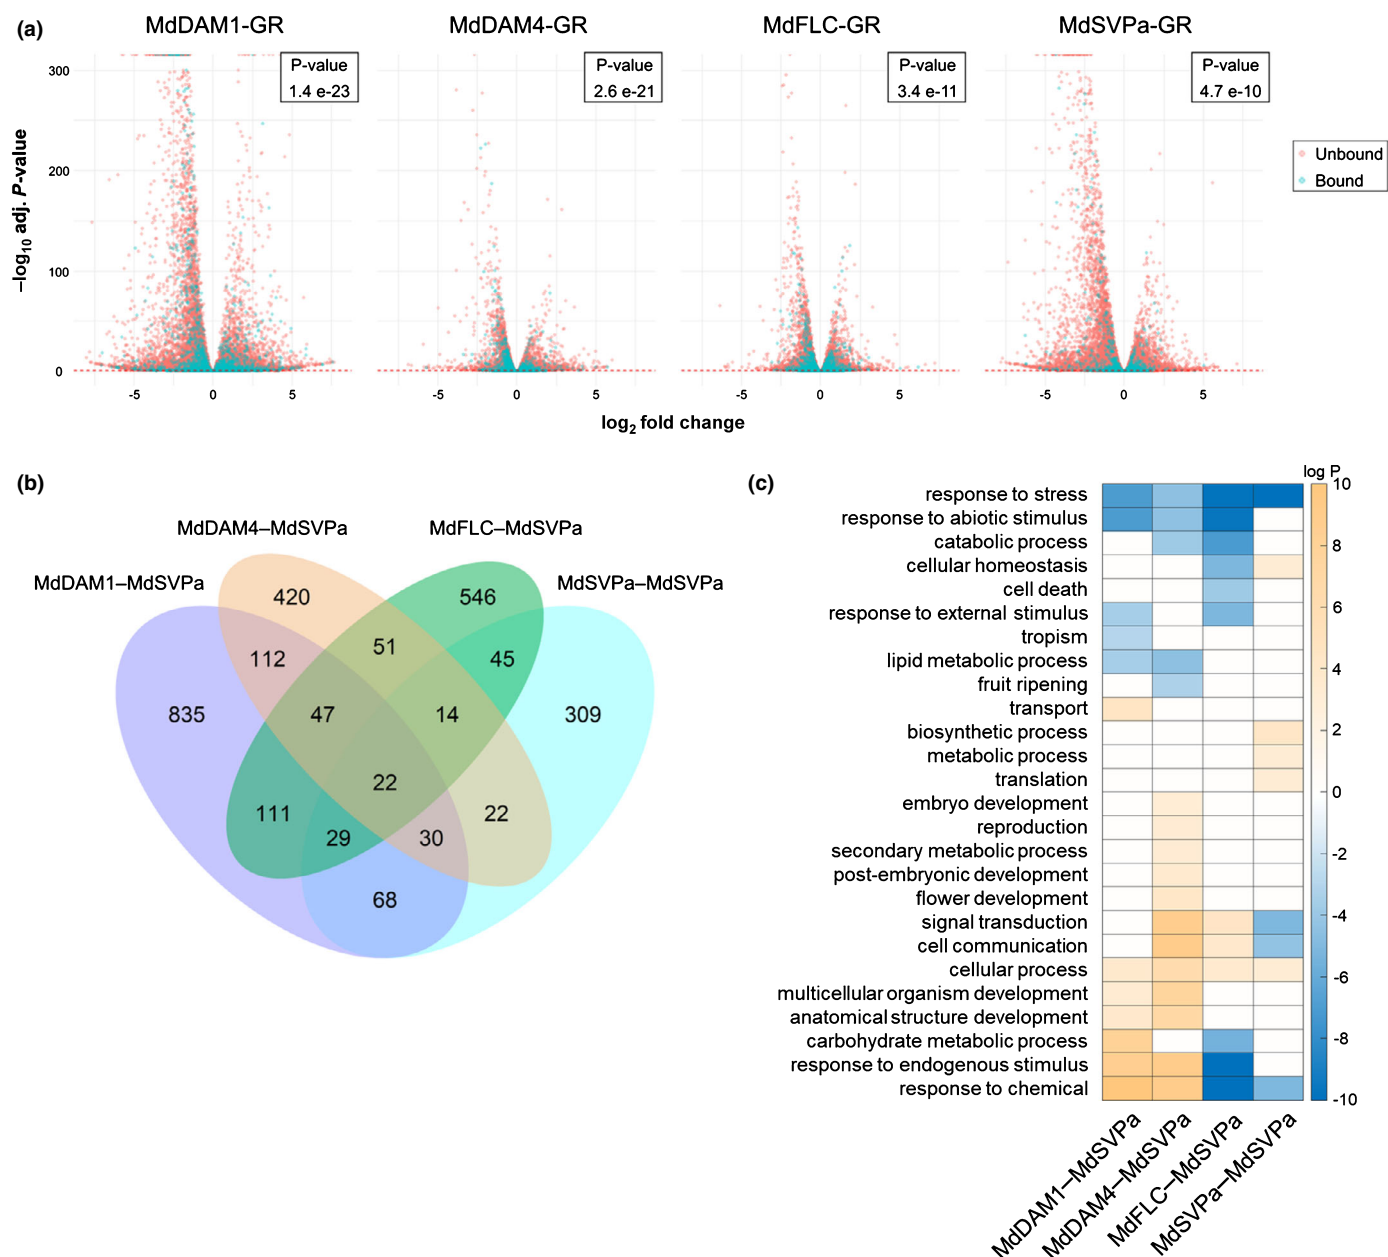 (a)
MdDAM1-GR
MdDAM4-GR
MdFLC-GR
MdSVPa-GR
P-value
1.4 e-23
P-value
2.6 e-21
P-value
3.4 e-11
P-value
4.7 e-10
–log10 adj. P-value
300
200
100
0
-5 0 5
-5 0 5
-5 0 5
-5 0 5
log2 fold change
Unbound
Bound
(b)
MdDAM4–MdSVPa
MdFLC–MdSVPa
MdDAM1–MdSVPa
MdSVPa–MdSVPa
420
546
51
112
45
835
47
14
309
22
111
29
30
22
68
(c)
log P
response to stress
response to abiotic stimulus
catabolic process
cellular homeostasis
cell death
response to external stimulus
tropism
lipid metabolic process
fruit ripening
transport
biosynthetic process
metabolic process
translation
embryo development
reproduction
secondary metabolic process
post-embryonic development
flower development
signal transduction
cell communication
cellular process
multicellular organism development
anatomical structure development
carbohydrate metabolic process
response to endogenous stimulus
response to chemical
10
8
6
4
2
0
-2
-4
-6
-8
-10
MdDAM1–MdSVPa
MdDAM4–MdSVPa
MdFLC–MdSVPa
MdSVPa–MdSVPa